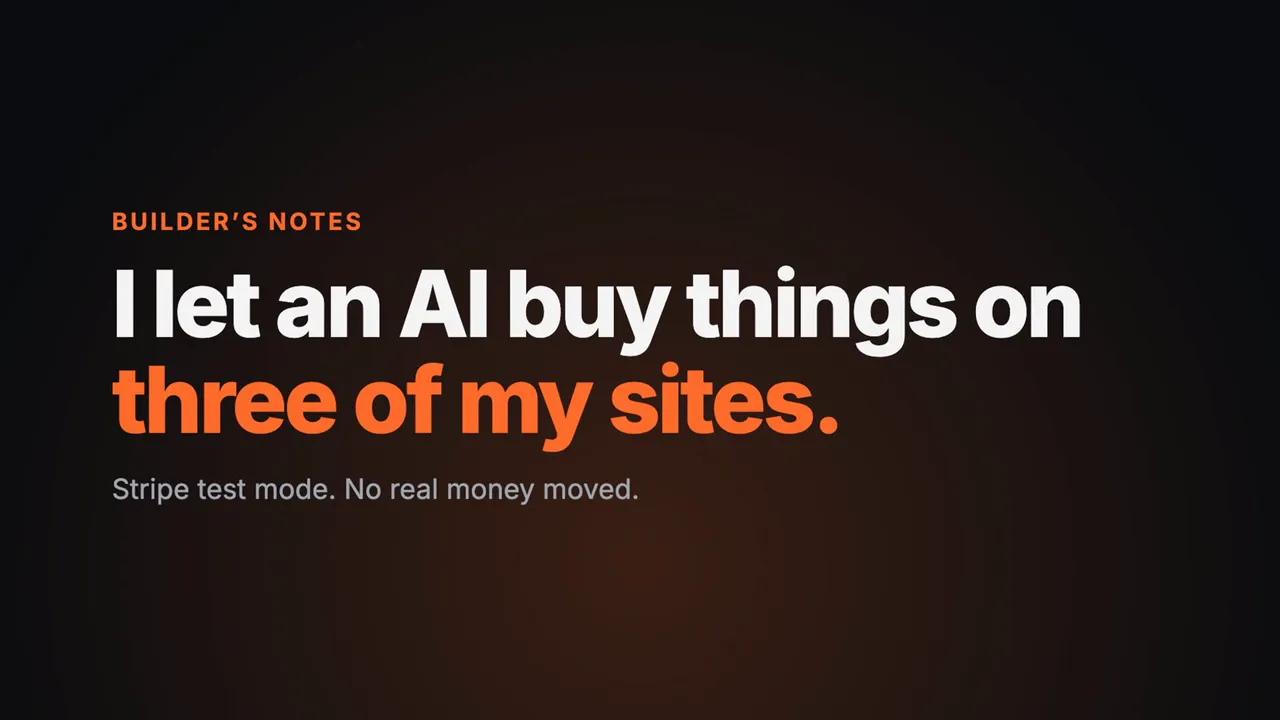 BUILDER’S NOTES
I let an AI buy things on
three of my sites.
Stripe test mode. No real money moved.